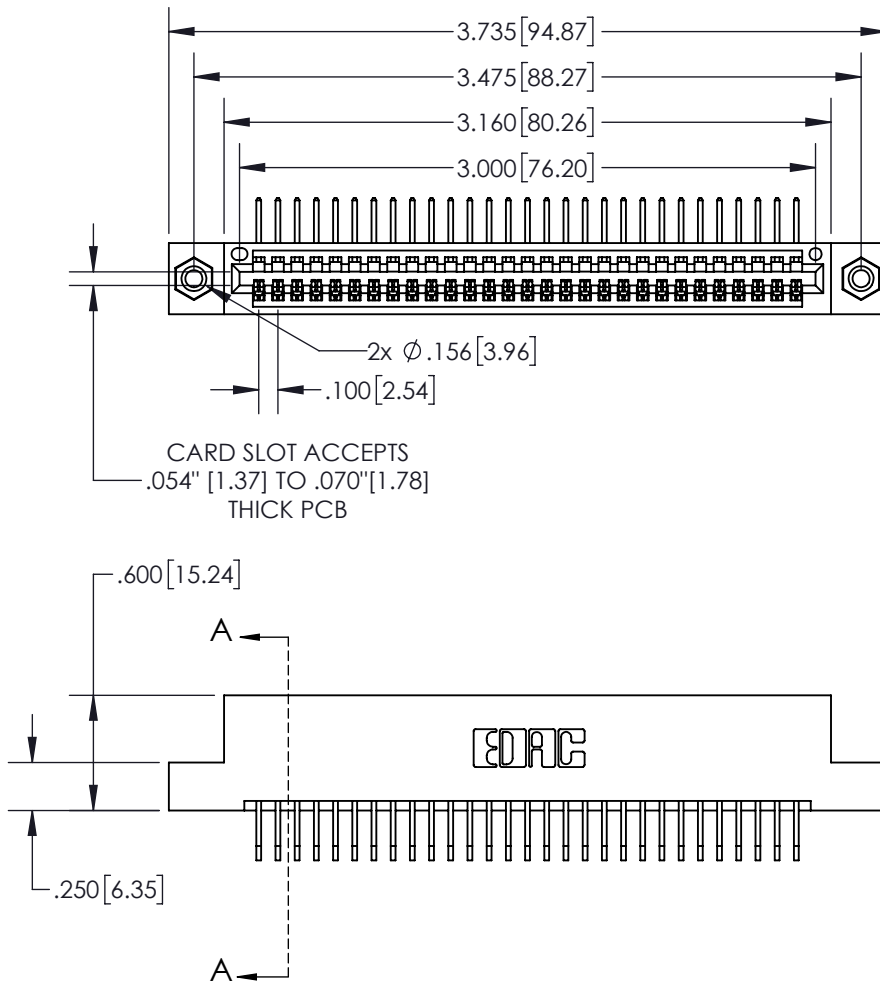 3.735[94.87]
3.475[88.27]
3.160[80.26]
3.000[76.20]
2x ∅.156[3.96]
.100[2.54]
CARD SLOT ACCEPTS
.054" [1.37] TO .070"[1.78]
THICK PCB
.600[15.24]
A
EDAC
.250[6.35]
A